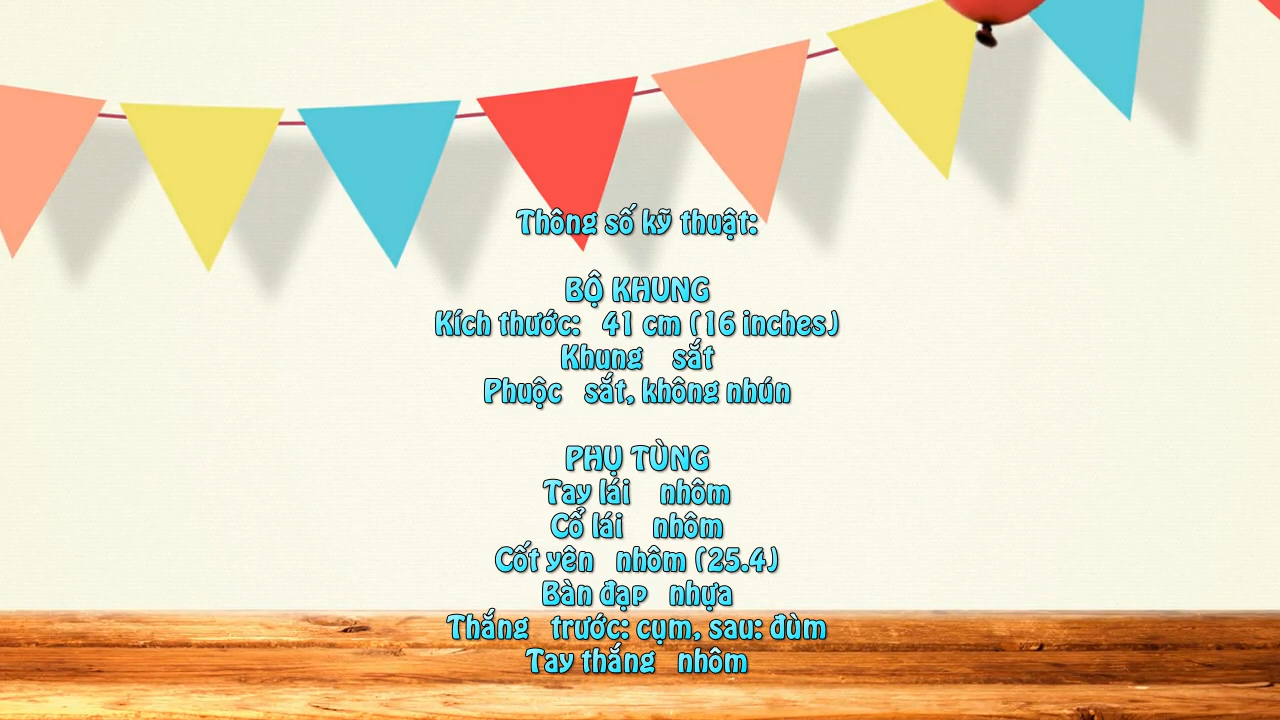 Thông số kỹ thuật:
BỘ KHUNG
Kích thước: 41 cm (16 inches)
Khung sắt
Phuộc sắt, không nhún
PHỤ TÙNG
Tay lái nhôm
Cổ lái nhôm
Cốt yên nhôm (25.4)
Bàn đạp nhựa
Thắng trước: cụm, sau: đùm
Tay thắng nhôm